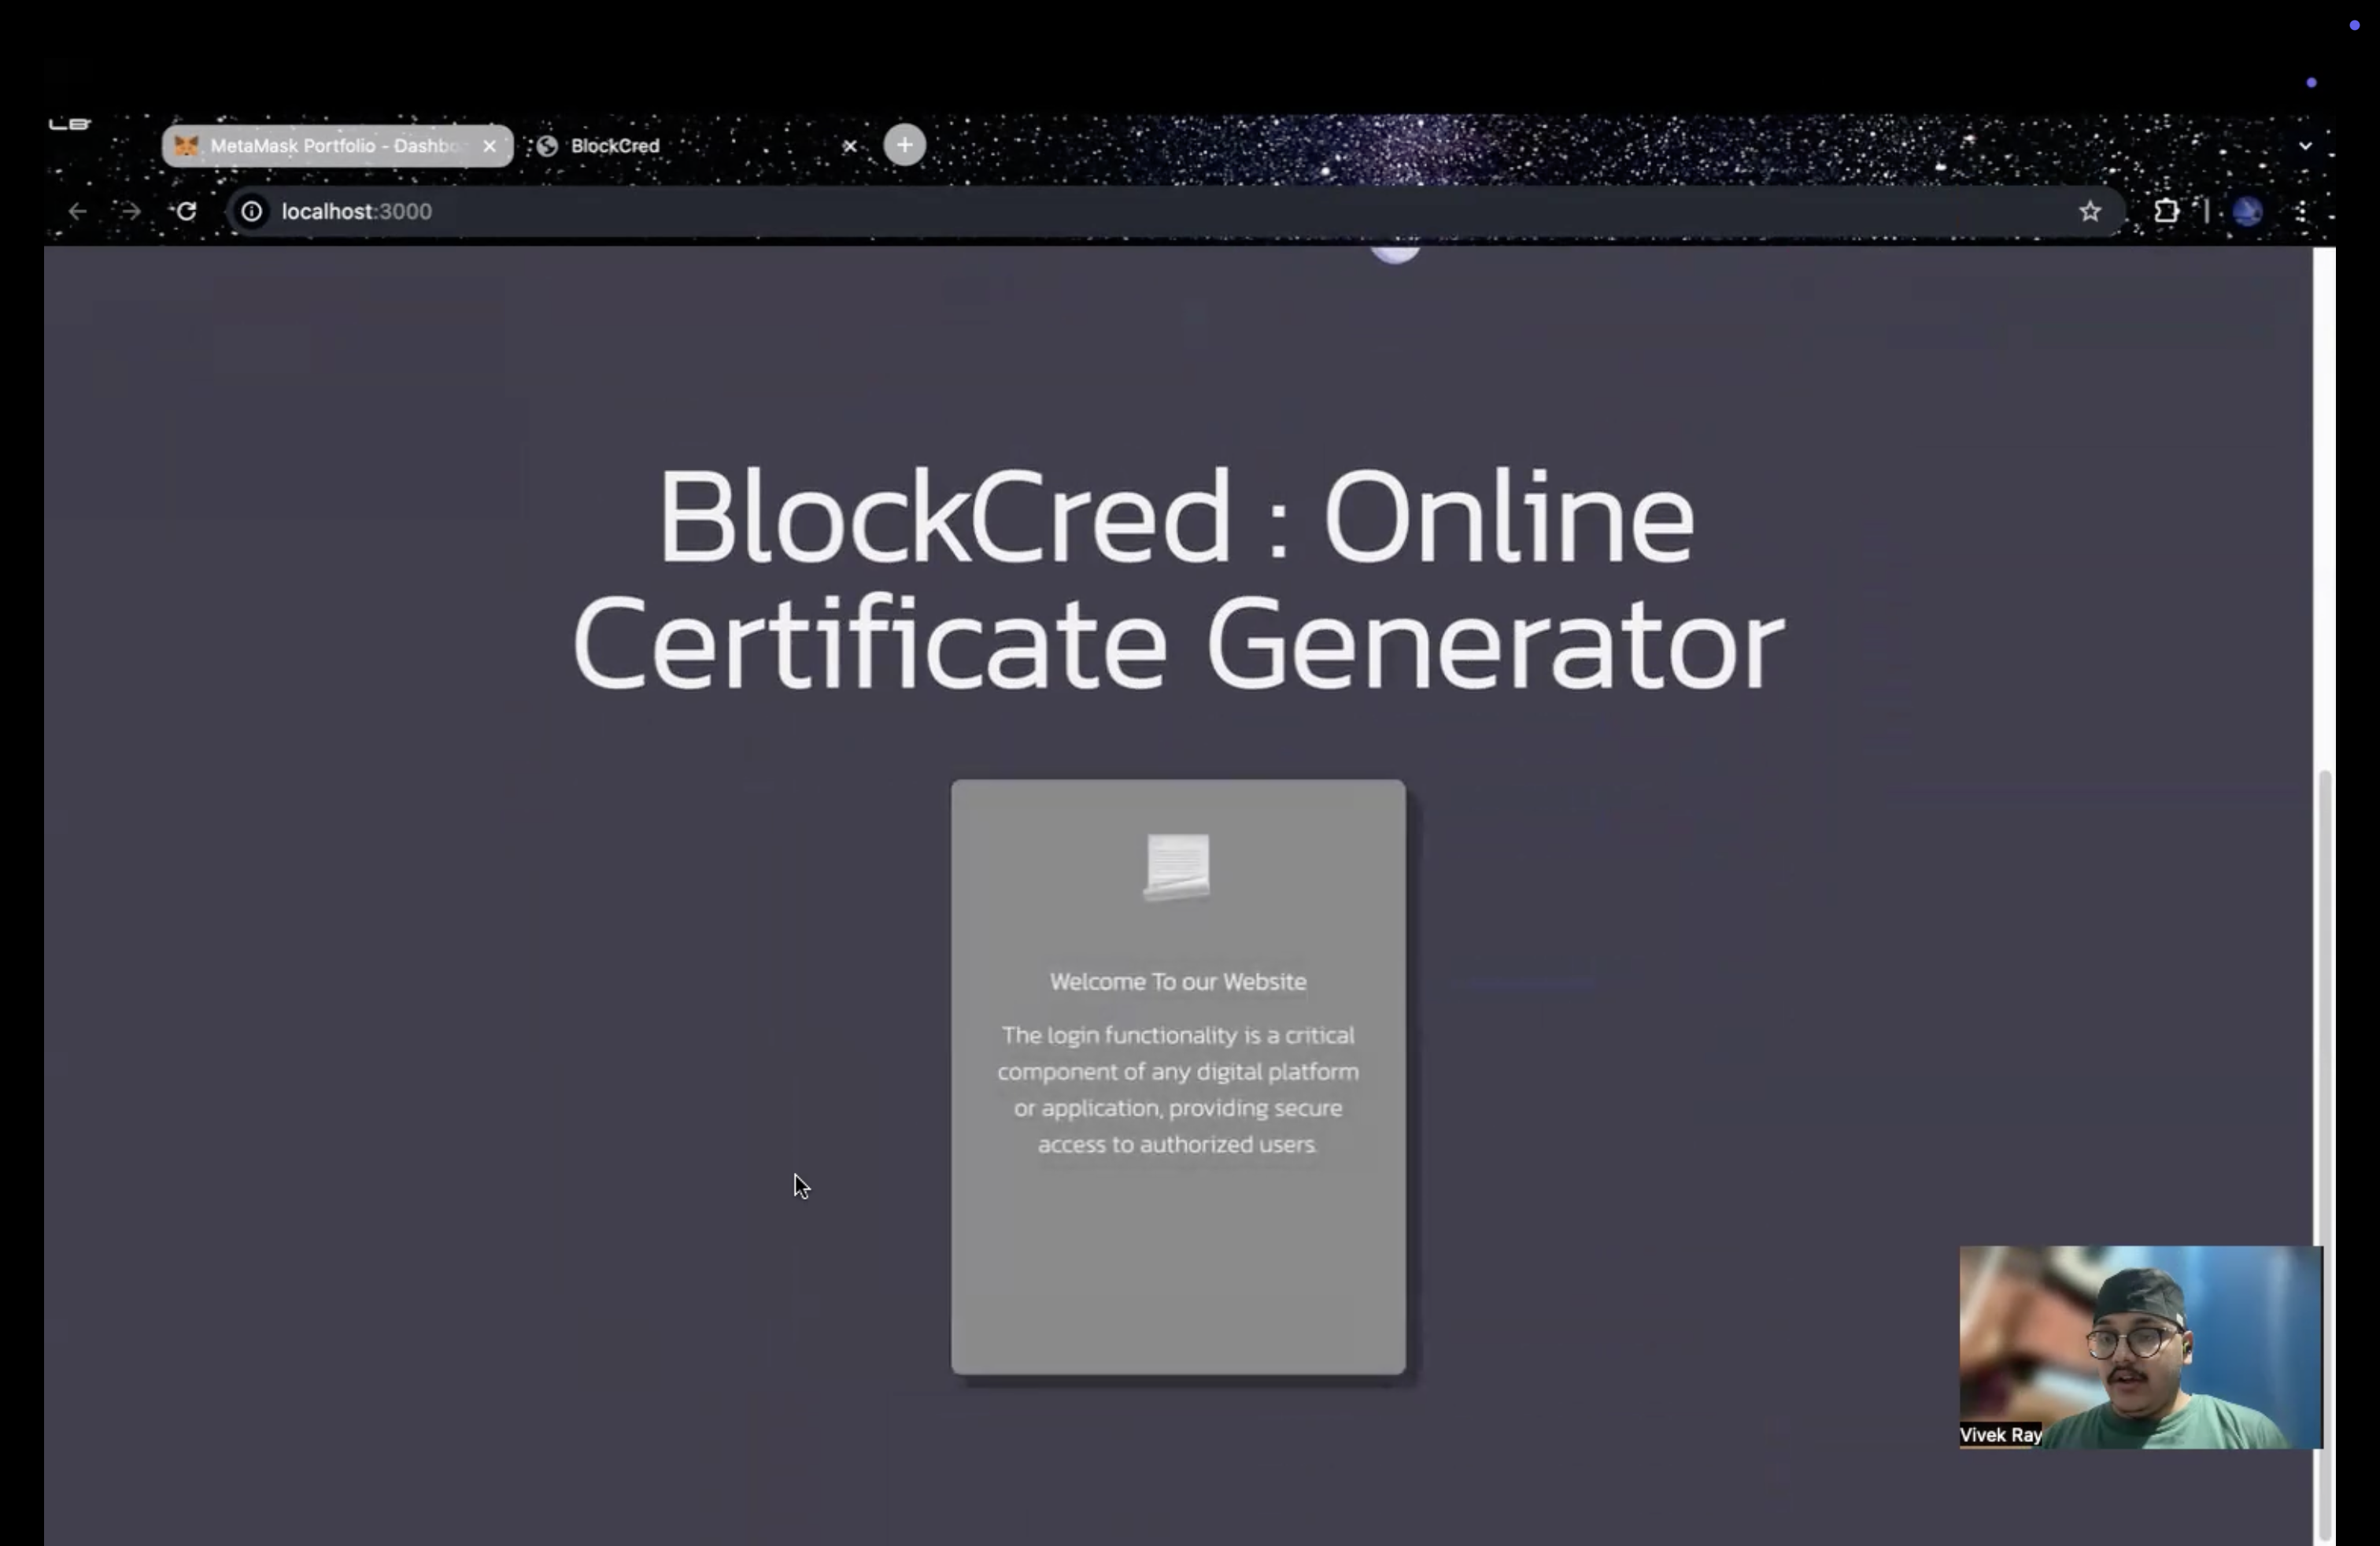 MetaMask Portfolio - Dashbo
BlockCred
localhost:3000
BlockCred : Online
Certificate Generator
Welcome To our Website
The login functionality is a critical
component of any digital platform
or application, providing secure
access to authorized users.
Vivek Ray